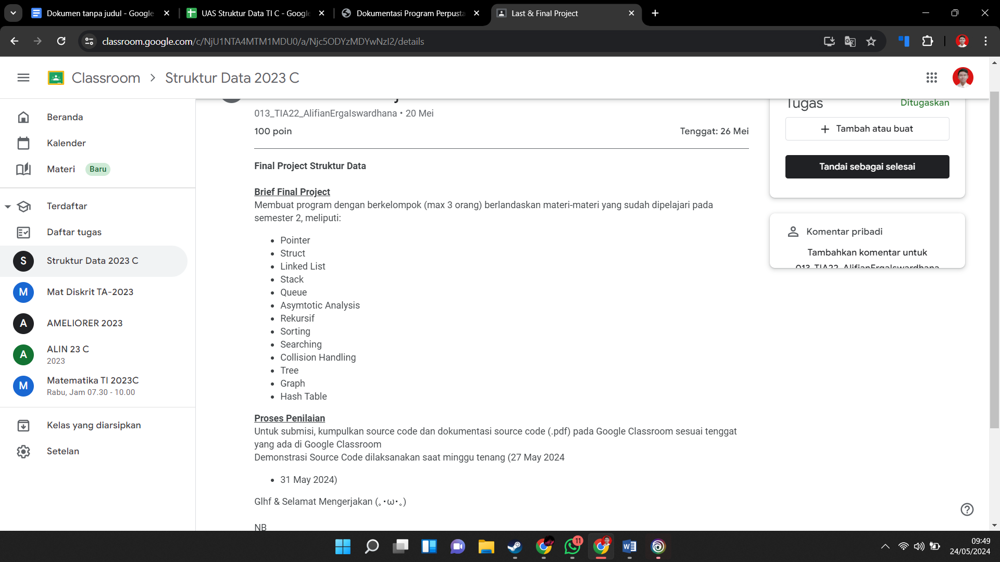 Dokumen tanpa judul - Google
UAS Struktur Data TI C - Google
Dokumentasi Program Perpusta
Last & Final Project
classroom.google.com/c/NjU1NTA4MTM1MDU0/a/Njc5ODYzMDYwNzI2/details
Classroom
Struktur Data 2023 C
Beranda
Kalender
Materi
Baru
Terdaftar
Daftar tugas
S
Struktur Data 2023 C
M
Mat Diskrit TA-2023
A
AMELIORER 2023
A
ALIN 23 C
2023
M
Matematika TI 2023C
Rabu, Jam 07.30 - 10.00
Kelas yang diarsipkan
Setelan
013_TIA22_AlifianErgaIswardhana • 20 Mei
100 poin
Tenggat: 26 Mei
Final Project Struktur Data
Brief Final Project
Membuat program dengan berkelompok (max 3 orang) berlandaskan materi-materi yang sudah dipelajari pada
semester 2, meliputi:
• Pointer
• Struct
• Linked List
• Stack
• Queue
• Asymtotic Analysis
• Rekursif
• Sorting
• Searching
• Collision Handling
• Tree
• Graph
• Hash Table
Proses Penilaian
Untuk submisi, kumpulkan source code dan dokumentasi source code (.pdf) pada Google Classroom sesuai tenggat
yang ada di Google Classroom
Demonstrasi Source Code dilaksanakan saat minggu tenang (27 May 2024
• 31 May 2024)
Glhf & Selamat Mengerjakan (｡･ω･｡)
NB
Tugas
Ditugaskan
+ Tambah atau buat
Tandai sebagai selesai
Komentar pribadi
Tambahkan komentar untuk
013_TIA22_AlifianErgaIswardhana
11
09:49
24/05/2024